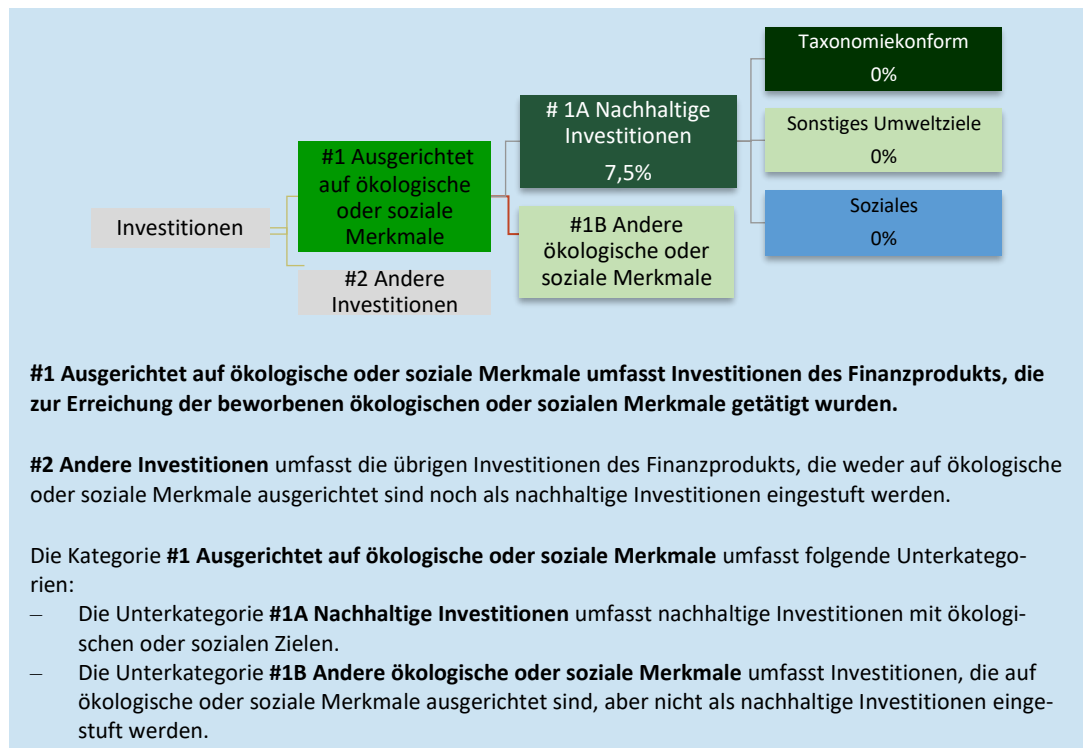 Taxonomiekonform
0%
# 1A Nachhaltige
Investitionen
7,5%
Sonstiges Umweltziele
0%
#1 Ausgerichtet
auf ökologische
oder soziale
Merkmale
Soziales
0%
Investitionen
#1B Andere
ökologische oder
soziale Merkmale
#2 Andere
Investitionen
#1 Ausgerichtet auf ökologische oder soziale Merkmale umfasst Investitionen des Finanzprodukts, die
zur Erreichung der beworbenen ökologischen oder sozialen Merkmale getätigt wurden.
#2 Andere Investitionen umfasst die übrigen Investitionen des Finanzprodukts, die weder auf ökologische
oder soziale Merkmale ausgerichtet sind noch als nachhaltige Investitionen eingestuft werden.
Die Kategorie #1 Ausgerichtet auf ökologische oder soziale Merkmale umfasst folgende Unterkatego-
rien:
– Die Unterkategorie #1A Nachhaltige Investitionen umfasst nachhaltige Investitionen mit ökologi-
schen oder sozialen Zielen.
– Die Unterkategorie #1B Andere ökologische oder soziale Merkmale umfasst Investitionen, die auf
ökologische oder soziale Merkmale ausgerichtet sind, aber nicht als nachhaltige Investitionen einge-
stuft werden.